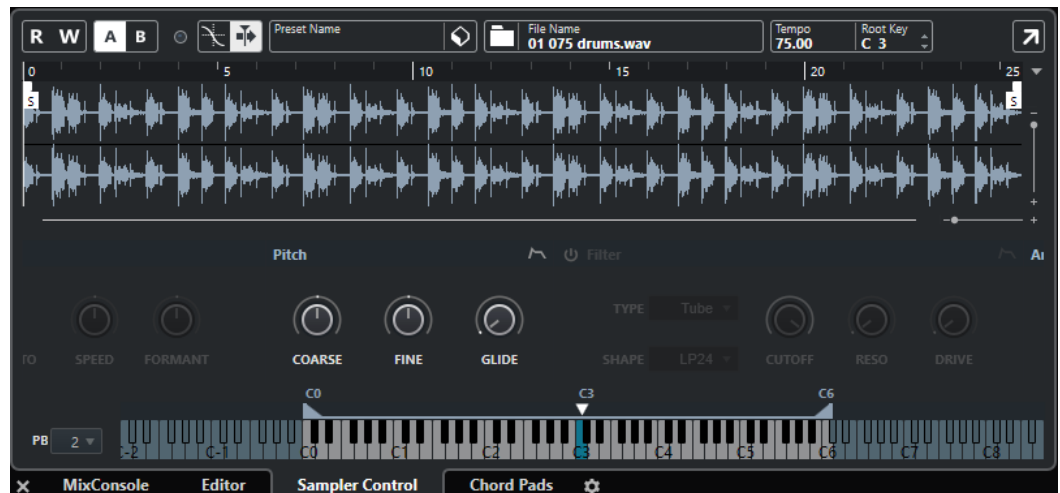 R W A B Preset Name File Name 01 075 drums.wav Tempo 75.00 Root Key C 3
0 5 10 15 20 25
S S
Pitch Filter
TYPE Tube
TO SPEED FORMANT COARSE FINE GLIDE SHAPE LP24 CUTOFF RESO DRIVE
C0 C3 C6
PB 2 C-2 C-1 C0 C1 C2 C3 C4 C5 C6 C7 C8
MixConsole Editor Sampler Control Chord Pads